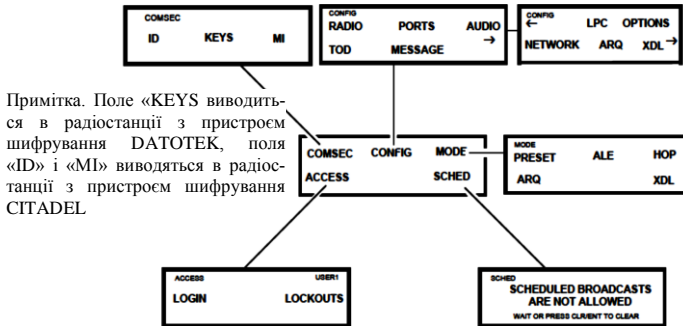 COMSEC
ID KEYS MI
CONFIG
RADIO PORTS AUDIO
TOD MESSAGE →
CONFIG
← LPC OPTIONS
NETWORK ARQ XDL →
Примітка. Поле «KEYS виводить-
ся в радіостанції з пристроєм
шифрування DATOTEK, поля
«ID» і «MI» виводяться в радіос-
танції з пристроєм шифрування
CITADEL
COMSEC CONFIG MODE
ACCESS SCHED
MODE
PRESET ALE HOP
ARQ XDL
ACCESS USER1
LOGIN LOCKOUTS
SCHED
SCHEDULED BROADCASTS
ARE NOT ALLOWED
WAIT OR PRESS CLR/ENT TO CLEAR